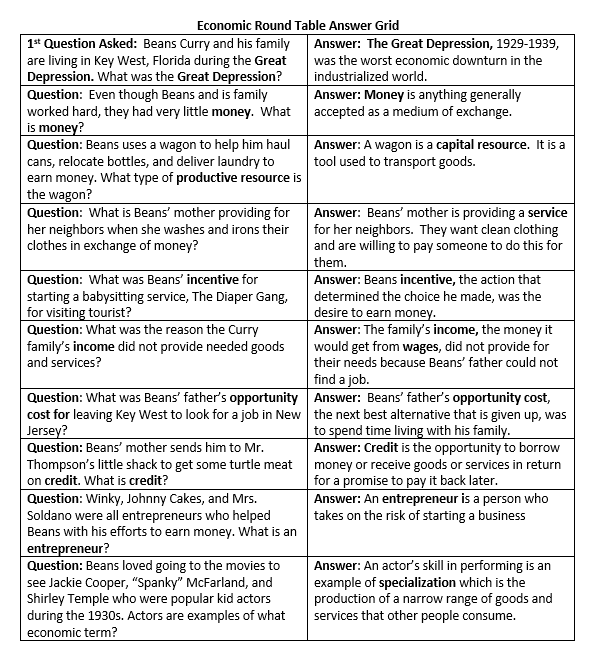 Economic Round Table Answer Grid
1st Question Asked:  Beans Curry and his family
are living in Key West, Florida during the Great
Depression. What was the Great Depression?
Answer:  The Great Depression, 1929-1939,
was the worst economic downturn in the
industrialized world.
Question:  Even though Beans and is family
worked hard, they had very little money.  What
is money?
Answer: Money is anything generally
accepted as a medium of exchange.
Question: Beans uses a wagon to help him haul
cans, relocate bottles, and deliver laundry to
earn money. What type of productive resource is
the wagon?
Answer: A wagon is a capital resource.  It is a
tool used to transport goods.
Question:  What is Beans' mother providing for
her neighbors when she washes and irons their
clothes in exchange of money?
Answer:  Beans' mother is providing a service
for her neighbors.  They want clean clothing
and are willing to pay someone to do this for
them.
Question:  What was Beans' incentive for
starting a babysitting service, The Diaper Gang,
for visiting tourist?
Answer: Beans incentive, the action that
determined the choice he made, was the
desire to earn money.
Question: What was the reason the Curry
family's income did not provide needed goods
and services?
Answer: The family's income, the money it
would get from wages, did not provide for
their needs because Beans' father could not
find a job.
Question: What was Beans' father's opportunity
cost for leaving Key West to look for a job in New
Jersey?
Answer:  Beans' father's opportunity cost,
the next best alternative that is given up, was
to spend time living with his family.
Question: Beans' mother sends him to Mr.
Thompson's little shack to get some turtle meat
on credit. What is credit?
Answer: Credit is the opportunity to borrow
money or receive goods or services in return
for a promise to pay it back later.
Question: Winky, Johnny Cakes, and Mrs.
Soldano were all entrepreneurs who helped
Beans with his efforts to earn money. What is an
entrepreneur?
Answer: An entrepreneur is a person who
takes on the risk of starting a business
Question: Beans loved going to the movies to
see Jackie Cooper, "Spanky" McFarland, and
Shirley Temple who were popular kid actors
during the 1930s. Actors are examples of what
economic term?
Answer: An actor's skill in performing is an
example of specialization which is the
production of a narrow range of goods and
services that other people consume.